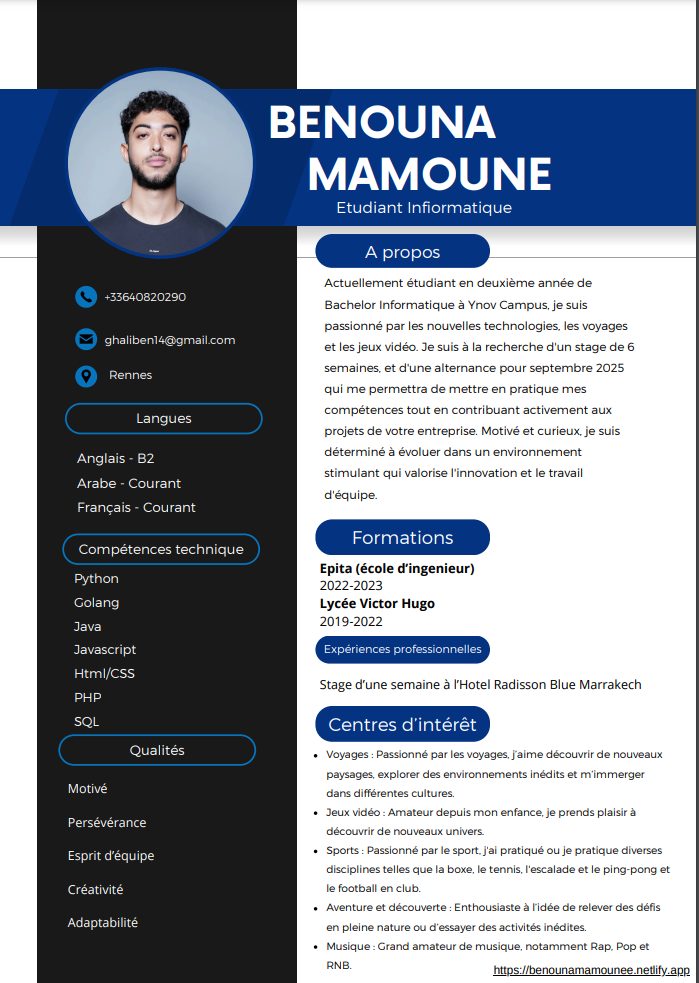 BENOUNA
MAMOUNE
Etudiant Infiormatique
+33640820290
ghaliben14@gmail.com
Rennes
Langues
Anglais - B2
Arabe - Courant
Français - Courant
Compétences technique
Python
Golang
Java
Javascript
Html/CSS
PHP
SQL
Qualités
Motivé
Persévérance
Esprit d'équipe
Créativité
Adaptabilité
A propos
Actuellement étudiant en deuxième année de
Bachelor Informatique à Ynov Campus, je suis
passionné par les nouvelles technologies, les voyages
et les jeux vidéo. Je suis à la recherche d'un stage de 6
semaines, et d'une alternance pour septembre 2025
qui me permettra de mettre en pratique mes
compétences tout en contribuant activement aux
projets de votre entreprise. Motivé et curieux, je suis
déterminé à évoluer dans un environnement
stimulant qui valorise l'innovation et le travail
d'équipe.
Formations
Epita (école d'ingenieur)
2022-2023
Lycée Victor Hugo
2019-2022
Expériences professionnelles
Stage d'une semaine à l'Hotel Radisson Blue Marrakech
Centres d'intérêt
• Voyages : Passionné par les voyages, j'aime découvrir de nouveaux
paysages, explorer des environnements inédits et m'immerger
dans différentes cultures.
• Jeux vidéo : Amateur depuis mon enfance, je prends plaisir à
découvrir de nouveaux univers.
• Sports : Passionné par le sport, j'ai pratiqué ou je pratique diverses
disciplines telles que la boxe, le tennis, l'escalade et le ping-pong et
le football en club.
• Aventure et découverte : Enthousiaste à l'idée de relever des défis
en pleine nature ou d'essayer des activités inédites.
• Musique : Grand amateur de musique, notamment Rap, Pop et
RNB.
https://benounamamounee.netlify.app